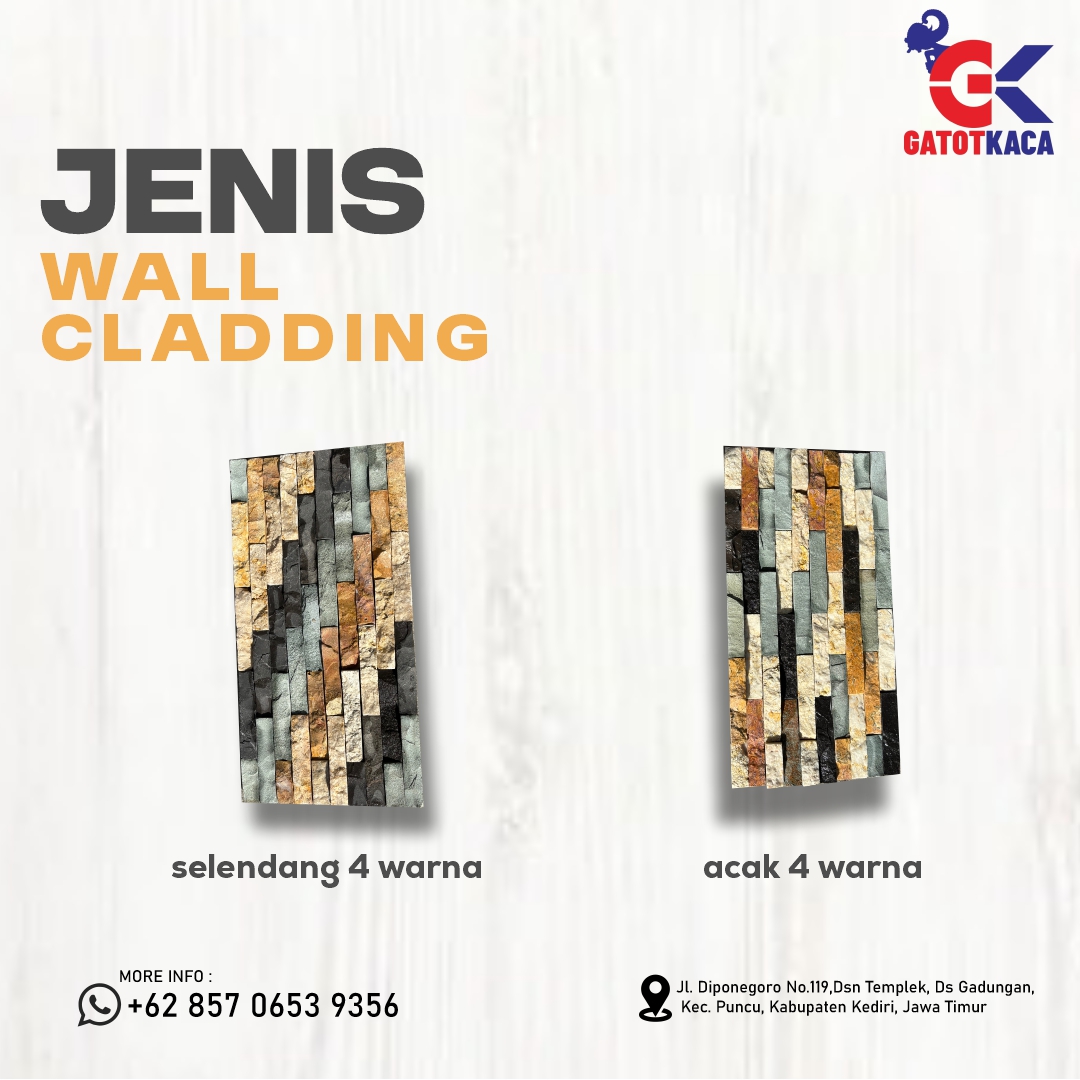 GK
GATOTKACA
JENIS
WALL
CLADDING
selendang 4 warna
acak 4 warna
MORE INFO :
+62 857 0653 9356
Jl. Diponegoro No.119,Dsn Templek, Ds Gadungan,
Kec. Puncu, Kabupaten Kediri, Jawa Timur